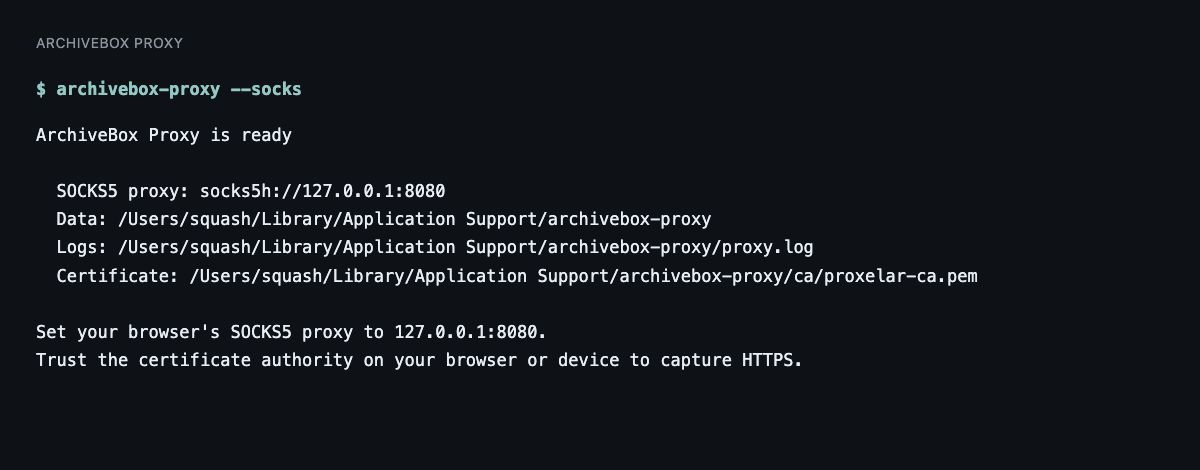 ARCHIVEBOX PROXY
$ archivebox-proxy --socks
ArchiveBox Proxy is ready
SOCKS5 proxy: socks5h://127.0.0.1:8080
Data: /Users/squash/Library/Application Support/archivebox-proxy
Logs: /Users/squash/Library/Application Support/archivebox-proxy/proxy.log
Certificate: /Users/squash/Library/Application Support/archivebox-proxy/ca/proxelar-ca.pem
Set your browser's SOCKS5 proxy to 127.0.0.1:8080.
Trust the certificate authority on your browser or device to capture HTTPS.